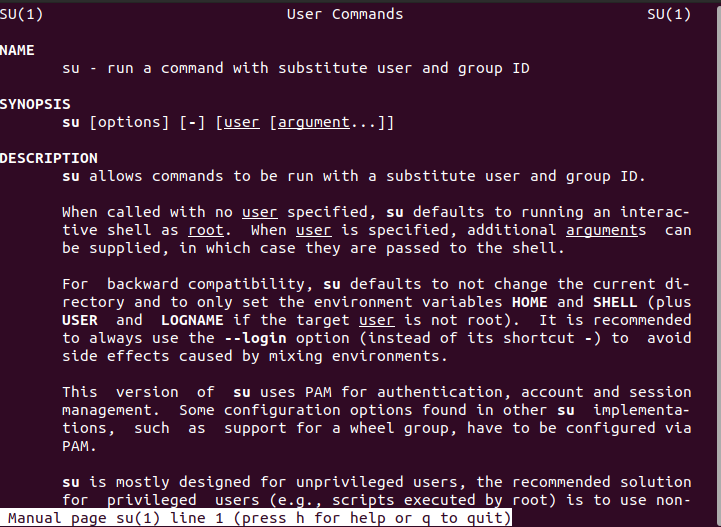 SU(1) User Commands SU(1)
NAME
su - run a command with substitute user and group ID
SYNOPSIS
su [options] [-] [user [argument...]]
DESCRIPTION
su allows commands to be run with a substitute user and group ID.
When called with no user specified, su defaults to running an interac-
tive shell as root. When user is specified, additional arguments can
be supplied, in which case they are passed to the shell.
For backward compatibility, su defaults to not change the current di-
rectory and to only set the environment variables HOME and SHELL (plus
USER and LOGNAME if the target user is not root). It is recommended
to always use the --login option (instead of its shortcut -) to avoid
side effects caused by mixing environments.
This version of su uses PAM for authentication, account and session
management. Some configuration options found in other su implementa-
tions, such as support for a wheel group, have to be configured via
PAM.
su is mostly designed for unprivileged users, the recommended solution
for privileged users (e.g., scripts executed by root) is to use non-
Manual page su(1) line 1 (press h for help or q to quit)